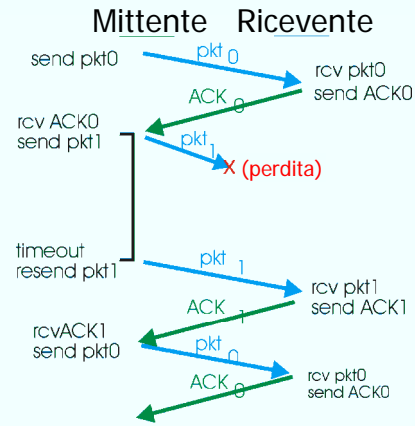 Mittente Ricevente
send pkt0
pkt 0
rcv pkt0
send ACK0
ACK 0
rcv ACK0
send pkt1
pkt 1
X (perdita)
timeout
resend pkt1
pkt 1
rcv pkt1
send ACK1
ACK 1
rcvACK1
send pkt0
pkt 0
rcv pkt0
send ACK0
ACK 0